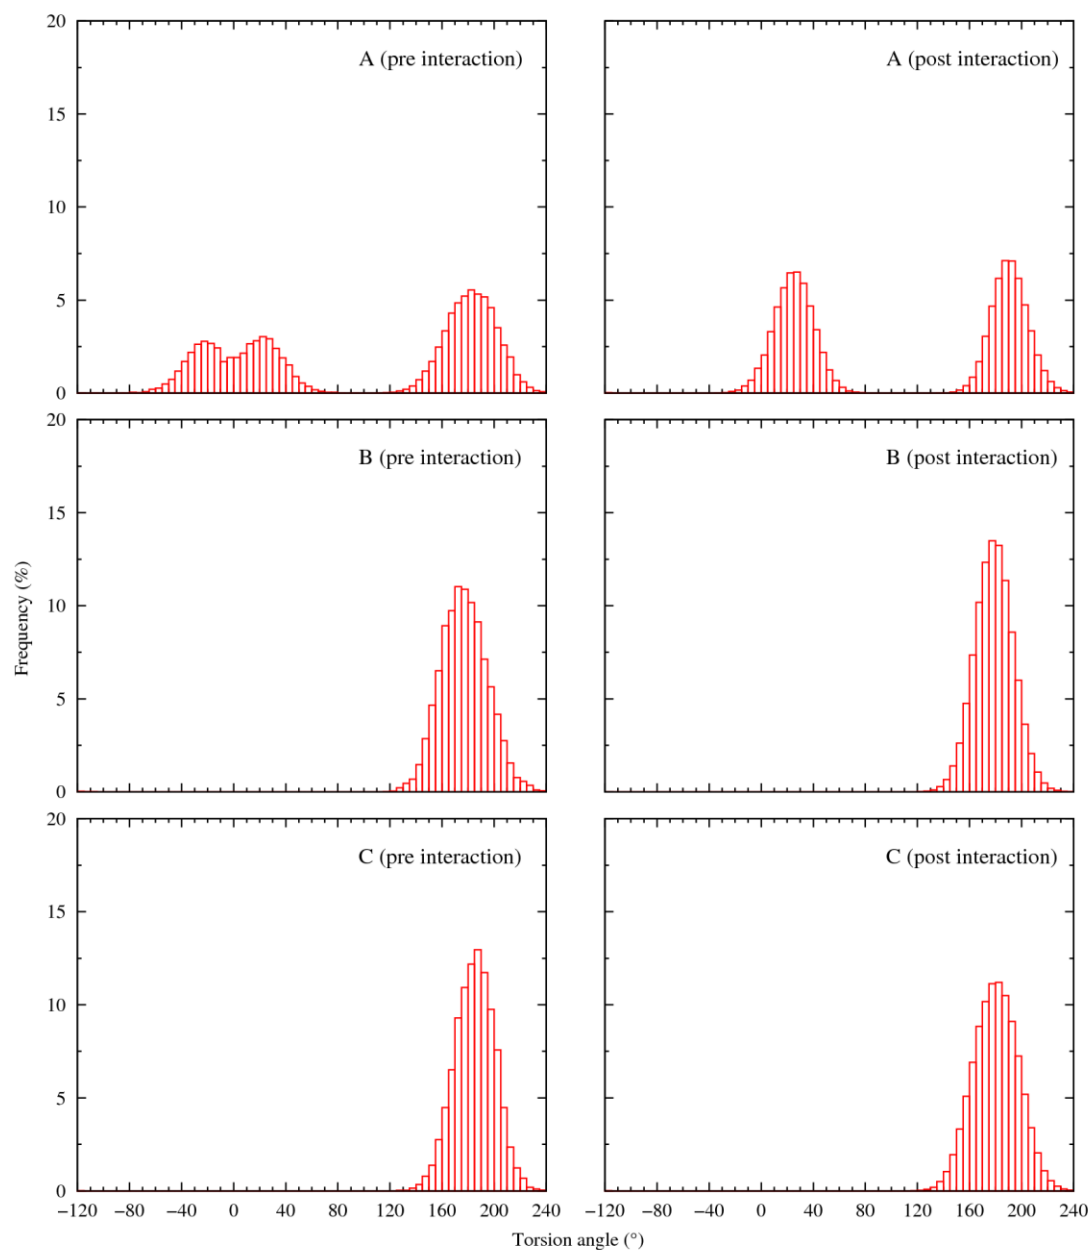 20
15
10
5
0
A (pre interaction)
A (post interaction)
20
15
10
5
0
B (pre interaction)
B (post interaction)
Frequency (%)
20
15
10
5
0
C (pre interaction)
C (post interaction)
−120 −80 −40 0 40 80 120 160 200 240
−120 −80 −40 0 40 80 120 160 200 240
Torsion angle (°)